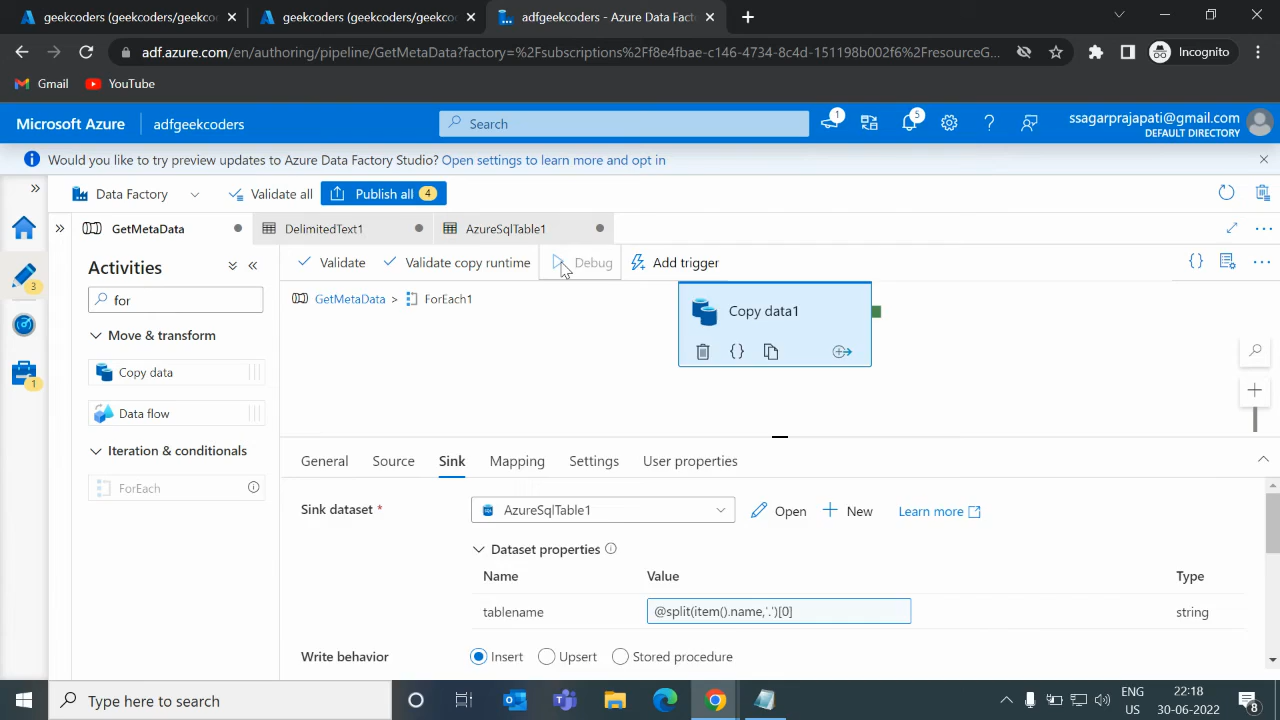 geekcoders (geekcoders/geekco
geekcoders (geekcoders/geekco
adfgeekcoders - Azure Data Fact
adf.azure.com/en/authoring/pipeline/GetMetaData?factory=%2Fsubscriptions%2Ff8e4fbae-c146-4734-8c4d-151198b002f6%2FresourceG...
Incognito
Gmail
YouTube
Microsoft Azure
adfgeekcoders
Search
1
5
ssagarprajapati@gmail.com
DEFAULT DIRECTORY
Would you like to try preview updates to Azure Data Factory Studio? Open settings to learn more and opt in
Data Factory
Validate all
Publish all 4
GetMetaData
DelimitedText1
AzureSqlTable1
3
1
Activities
for
Move & transform
Copy data
Data flow
Iteration & conditionals
ForEach
Validate
Validate copy runtime
Debug
Add trigger
GetMetaData > ForEach1
Copy data1
General
Source
Sink
Mapping
Settings
User properties
Sink dataset *
AzureSqlTable1
Open
New
Learn more
Dataset properties
Name
Value
Type
tablename
@split(item().name,'.')[0]
string
Write behavior
Insert
Upsert
Stored procedure
Type here to search
ENG
US
22:18
30-06-2022
8